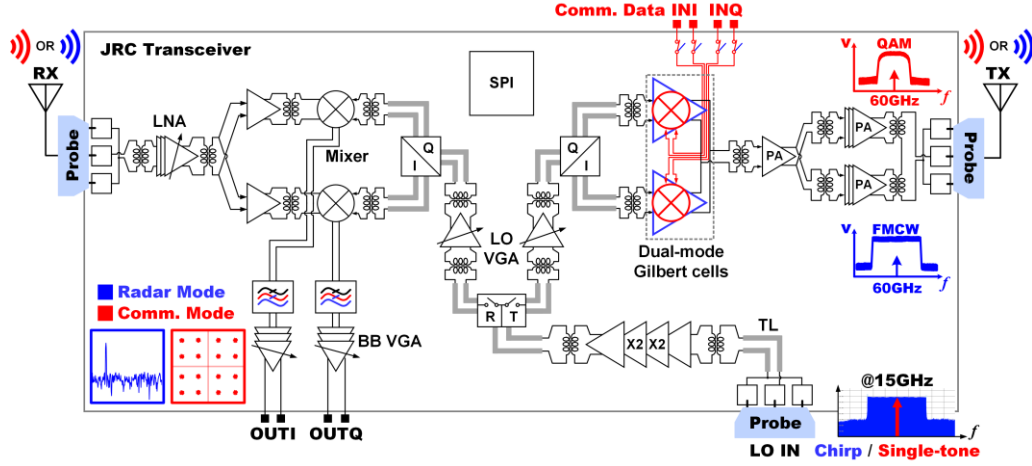 Comm. Data INI INQ
OR
JRC Transceiver
RX
Probe
LNA
Mixer
Q
I
SPI
Q
I
LO
VGA
Dual-mode
Gilbert cells
PA
PA
PA
V
QAM
60GHz
f
OR
TX
Probe
V
FMCW
60GHz
f
Radar Mode
Comm. Mode
BB VGA
OUTI
OUTQ
R T
X2 X2
TL
Probe
LO IN
@15GHz
f
Chirp / Single-tone